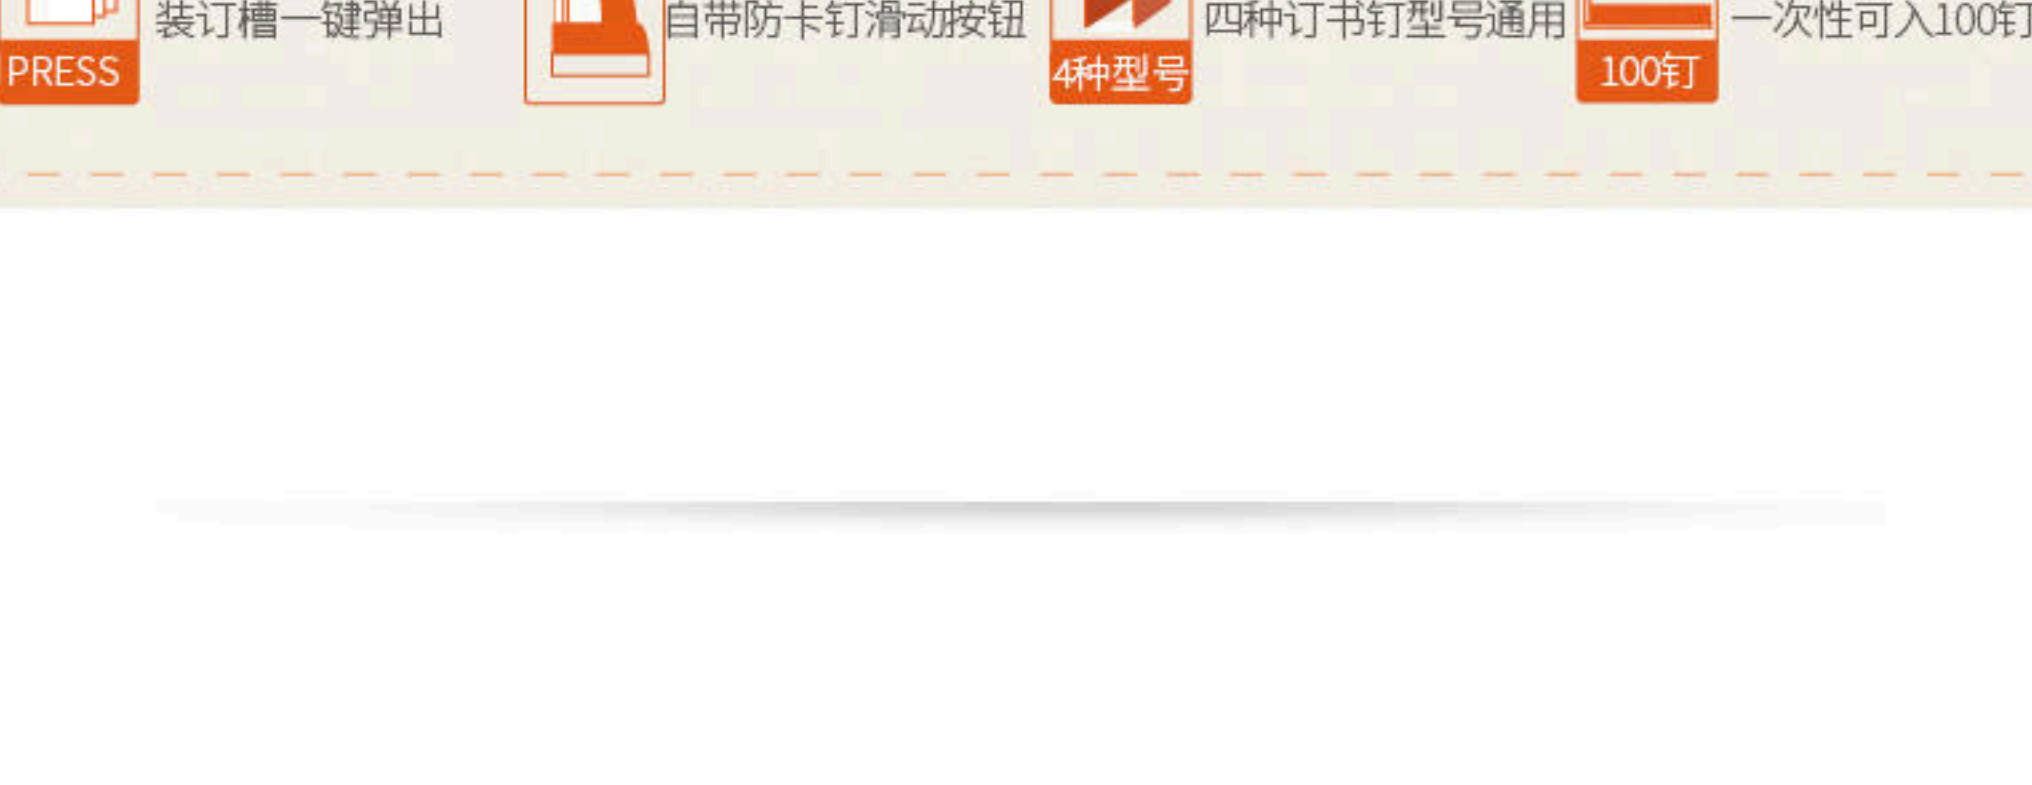 装订槽一键弹出
PRESS
自带防卡钉滑动按钮
四种订书钉型号通用
4种型号
一次性可入100钉
100钉